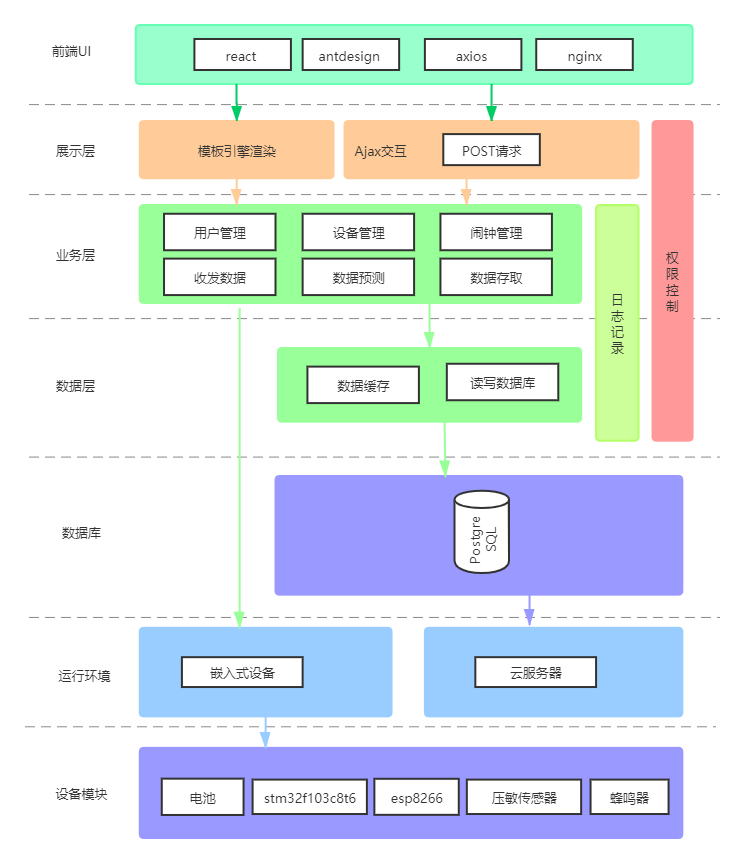 前端UI
react
antdesign
axios
nginx
展示层
模板引擎渲染
Ajax交互
POST请求
业务层
用户管理
设备管理
闹钟管理
收发数据
数据预测
数据存取
日志记录
权限控制
数据层
数据缓存
读写数据库
数据库
Postgre
SQL
运行环境
嵌入式设备
云服务器
设备模块
电池
stm32f103c8t6
esp8266
压敏传感器
蜂鸣器